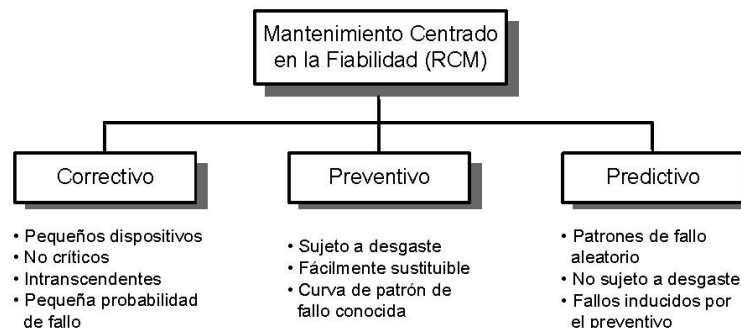 Mantenimiento Centrado
en la Fiabilidad (RCM)
Correctivo
• Pequeños dispositivos
• No críticos
• Intranscendentes
• Pequeña probabilidad
de fallo
Preventivo
• Sujeto a desgaste
• Fácilmente sustituible
• Curva de patrón de
fallo conocida
Predictivo
• Patrones de fallo
aleatorio
• No sujeto a desgaste
• Fallos inducidos por
el preventivo